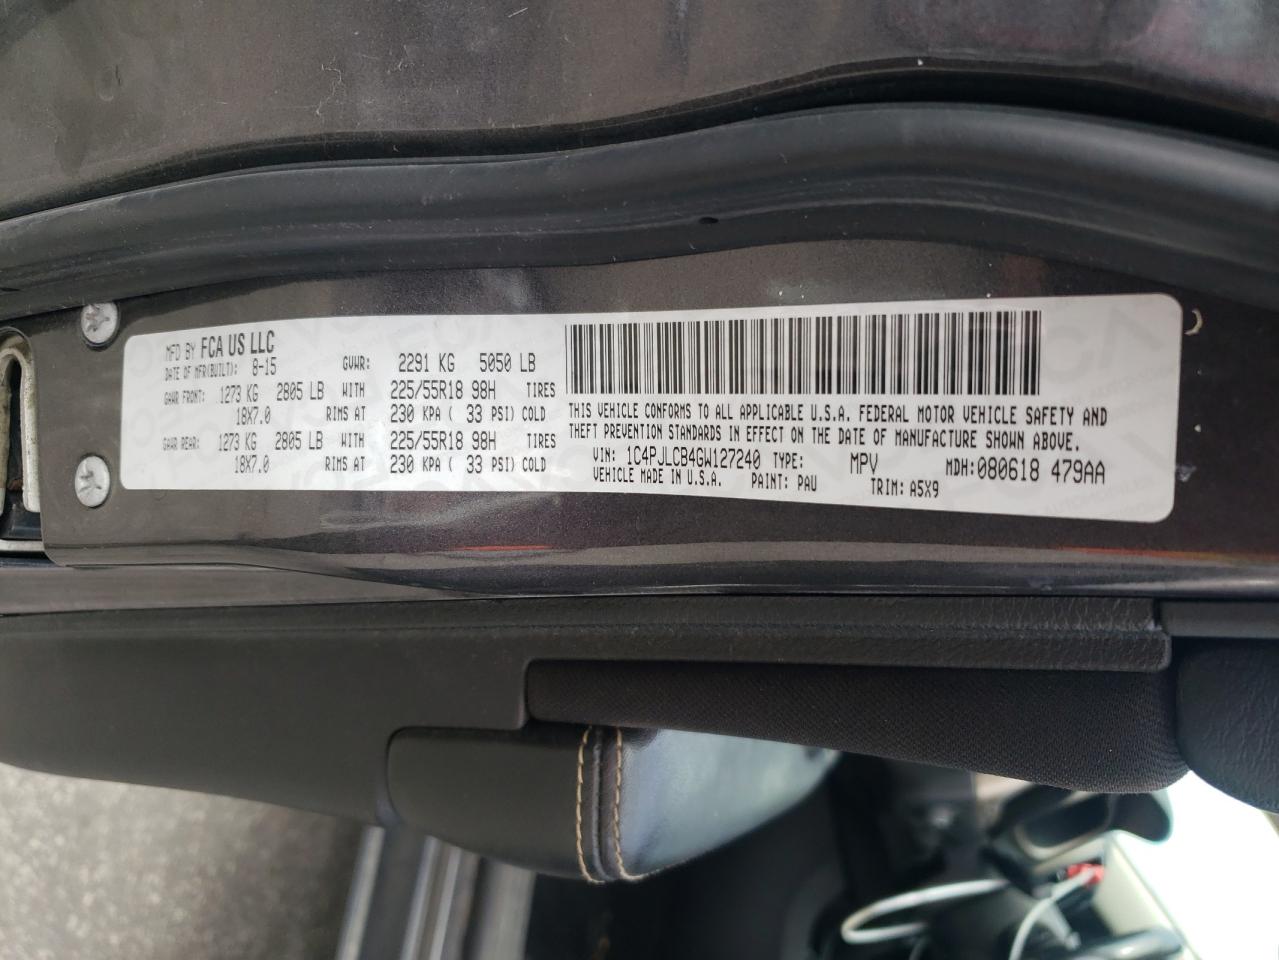 MFD BY FCA US LLC
DATE OF MFR(BUILT): 8-15 GVWR: 2291 KG 5050 LB
GAWR FRONT: 1273 KG 2805 LB WITH 225/55R18 98H TIRES
18X7.0 RIMS AT 230 KPA ( 33 PSI) COLD
GAWR REAR: 1273 KG 2805 LB WITH 225/55R18 98H TIRES
18X7.0 RIMS AT 230 KPA ( 33 PSI) COLD
THIS VEHICLE CONFORMS TO ALL APPLICABLE U.S.A. FEDERAL MOTOR VEHICLE SAFETY AND
THEFT PREVENTION STANDARDS IN EFFECT ON THE DATE OF MANUFACTURE SHOWN ABOVE.
VIN: 1C4PJLCB4GW127240 TYPE: MPV MDH: 080618 479AA
VEHICLE MADE IN U.S.A. PAINT: PAU TRIM: A5X9